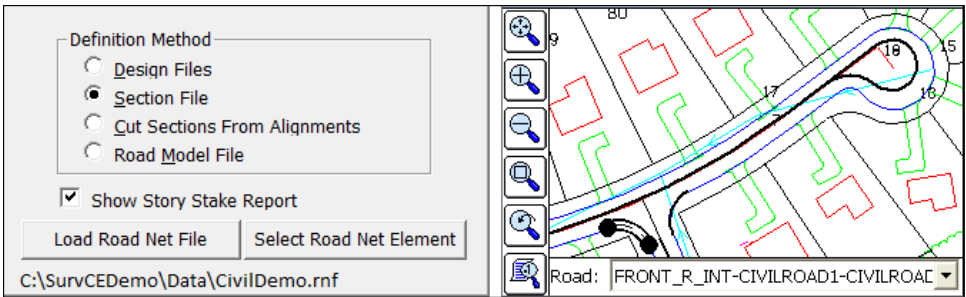 Definition Method
Design Files
Section File
Cut Sections From Alignments
Road Model File
Show Story Stake Report
Load Road Net File
Select Road Net Element
C:\SurvCEDemo\Data\CivilDemo.rnf
80
9
18
15
17
16
7
Road: FRONT_R_INT-CIVILROAD1-CIVILROAD